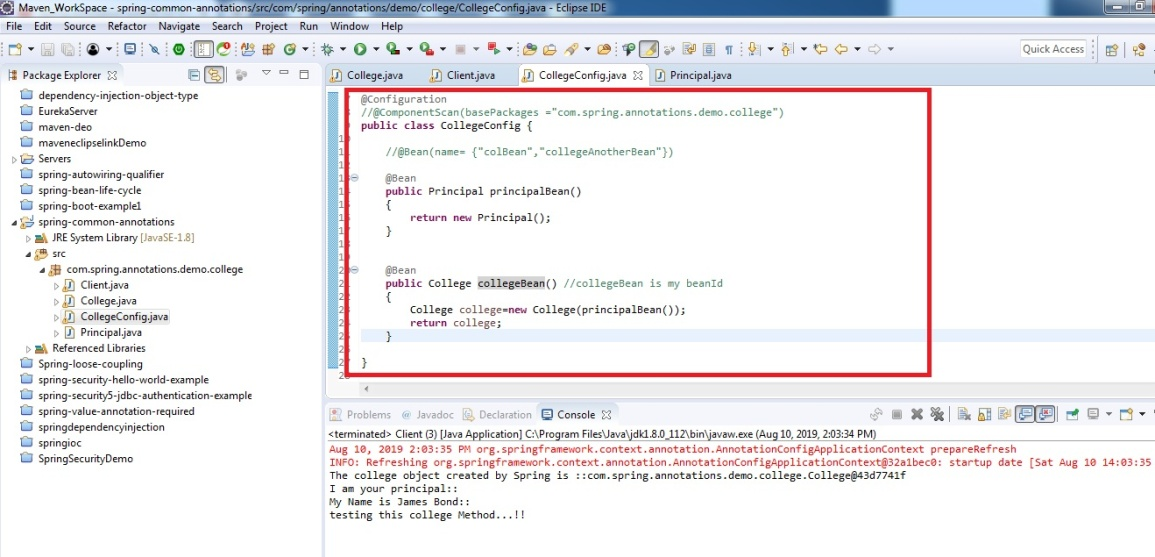 Maven_WorkSpace - spring-common-annotations/src/com/spring/annotations/demo/college/CollegeConfig.java - Eclipse IDE
File Edit Source Refactor Navigate Search Project Run Window Help
Quick Access
Package Explorer
dependency-injection-object-type
EurekaServer
maven-deo
maveneclipselinkDemo
Servers
spring-autowiring-qualifier
spring-bean-life-cycle
spring-boot-example1
spring-common-annotations
JRE System Library [JavaSE-1.8]
src
com.spring.annotations.demo.college
Client.java
College.java
CollegeConfig.java
Principal.java
Referenced Libraries
Spring-loose-coupling
spring-security-hello-world-example
spring-security5-jdbc-authentication-example
spring-value-annotation-required
springdependencyinjection
springioc
SpringSecurityDemo
College.java Client.java CollegeConfig.java Principal.java
@Configuration
//@ComponentScan(basePackages ="com.spring.annotations.demo.college")
public class CollegeConfig {
//@Bean(name= {"colBean","collegeAnotherBean"})
@Bean
public Principal principalBean()
{
return new Principal();
}
@Bean
public College collegeBean() //collegeBean is my beanId
{
College college=new College(principalBean());
return college;
}
}
Problems @ Javadoc Declaration Console
<terminated> Client (3) [Java Application] C:\Program Files\Java\jdk1.8.0_112\bin\javaw.exe (Aug 10, 2019 2:03:34 PM)
Aug 10, 2019 2:03:35 PM org.springframework.context.annotation.AnnotationConfigApplicationContext prepareRefresh
INFO: Refreshing org.springframework.context.annotation.AnnotationConfigApplicationContext@32a1bec0: startup date [Sat Aug 10 14:03:35
The college object created by Spring is ::com.spring.annotations.demo.college.College@43d7741f
I am your principal::
My Name is James Bond::
testing this college Method...!!